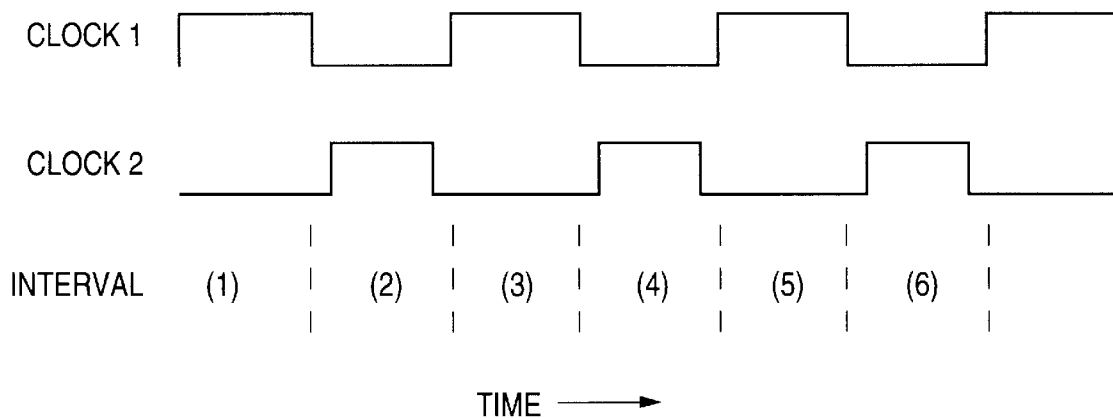 CLOCK 1
CLOCK 2
INTERVAL (1) (2) (3) (4) (5) (6)
TIME